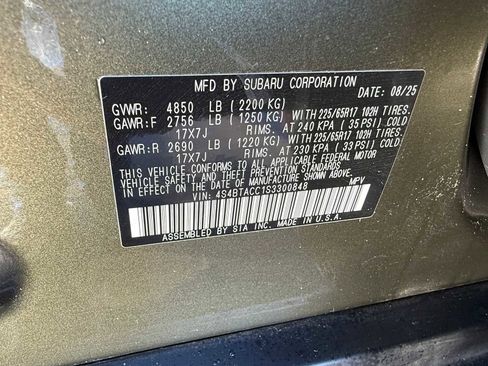 MFD BY SUBARU CORPORATION DATE: 08/25
GVWR: 4850 LB ( 2200 KG)
GAWR:F 2756 LB ( 1250 KG) WITH 225/65R17 102H TIRES.
17X7J RIMS. AT 240 KPA ( 35 PSI) COLD
GAWR:R 2690 LB ( 1220 KG) WITH 225/65R17 102H TIRES.
17X7J RIMS. AT 230 KPA ( 33 PSI) COLD
THIS VEHICLE CONFORMS TO ALL APPLICABLE FEDERAL MOTOR
VEHICLE SAFETY AND THEFT PREVENTION STANDARDS
IN EFFECT ON THE DATE OF MANUFACTURE SHOWN ABOVE.
VIN: 4S4BTACC1S3300848 MPV
ASSEMBLED BY SIA INC. MADE IN U.S.A.